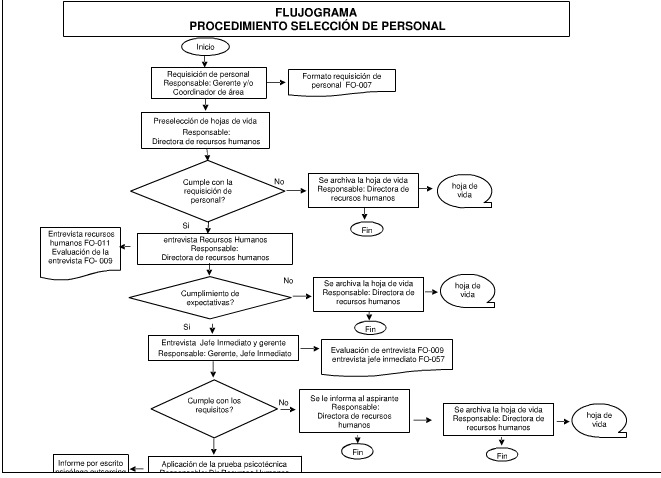 FLUJOGRAMA
PROCEDIMIENTO SELECCIÓN DE PERSONAL
Inicio
Requisición de personal
Responsable: Gerente y/o
Coordinador de área
Formato requisición de
personal FO-007
Preselección de hojas de vida
Responsable:
Directora de recursos humanos
Cumple con la
requisición de
personal?
No
Se archiva la hoja de vida
Responsable: Directora de
recursos humanos
hoja de
vida
Fin
Si
Entrevista recursos
humanos FO-011
Evaluación de la
entrevista FO- 009
entrevista Recursos Humanos
Responsable:
Directora de recursos humanos
Cumplimiento de
expectativas?
No
Se archiva la hoja de vida
Responsable: Directora de
recursos humanos
hoja de
vida
Fin
Si
Entrevista Jefe Inmediato y gerente
Responsable: Gerente, Jefe Inmediato
Evaluación de entrevista FO-009
entrevista jefe inmediato FO-057
Cumple con los
requisitos?
No
Se le informa al aspirante
Responsable:
Directora de recursos
humanos
Se archiva la hoja de vida
Responsable: Directora de
recursos humanos
hoja de
vida
Fin
Fin
Informe por escrito
Aplicación de la prueba psicotécnica